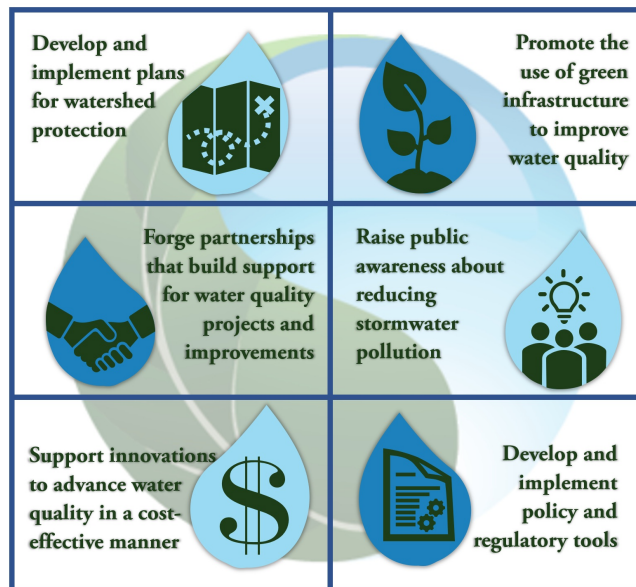 Develop and
implement plans
for watershed
protection
Promote the
use of green
infrastructure
to improve
water quality
Forge partnerships
that build support
for water quality
projects and
improvements
Raise public
awareness about
reducing
stormwater
pollution
Support innovations
to advance water
quality in a cost-
effective manner
Develop and
implement
policy and
regulatory tools